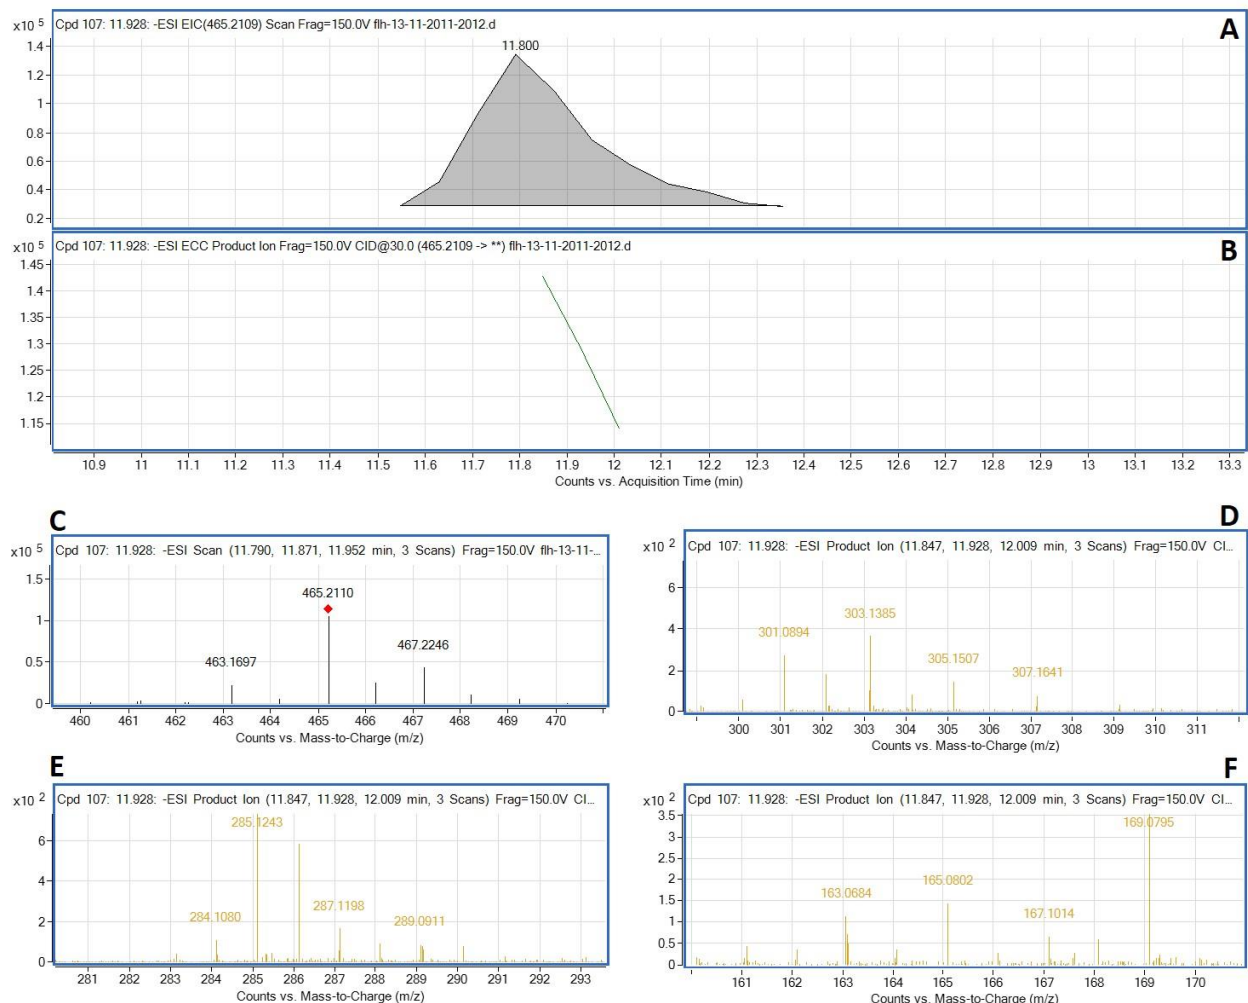 A
x10 5
Cpd 107: 11.928: -ESI EIC(465.2109) Scan Frag=150.0V flh-13-11-2011-2012.d
11.800
1.4
1.2
1
0.8
0.6
0.4
0.2
B
x10 5
Cpd 107: 11.928: -ESI ECC Product Ion Frag=150.0V CID@30.0 (465.2109 -> **) flh-13-11-2011-2012.d
1.45
1.4
1.35
1.3
1.25
1.2
1.15
10.9 11 11.1 11.2 11.3 11.4 11.5 11.6 11.7 11.8 11.9 12 12.1 12.2 12.3 12.4 12.5 12.6 12.7 12.8 12.9 13 13.1 13.2 13.3
Counts vs. Acquisition Time (min)
C
x10 5
Cpd 107: 11.928: -ESI Scan (11.790, 11.871, 11.952 min, 3 Scans) Frag=150.0V flh-13-11-...
1.5
1
0.5
0
465.2110
467.2246
463.1697
460 461 462 463 464 465 466 467 468 469 470
Counts vs. Mass-to-Charge (m/z)
D
x10 2
Cpd 107: 11.928: -ESI Product Ion (11.847, 11.928, 12.009 min, 3 Scans) Frag=150.0V CI...
6
4
2
0
303.1385
301.0894
305.1507
307.1641
300 301 302 303 304 305 306 307 308 309 310 311
Counts vs. Mass-to-Charge (m/z)
E
x10 2
Cpd 107: 11.928: -ESI Product Ion (11.847, 11.928, 12.009 min, 3 Scans) Frag=150.0V CI...
6
4
2
0
285.1243
287.1198
284.1080
289.0911
281 282 283 284 285 286 287 288 289 290 291 292 293
Counts vs. Mass-to-Charge (m/z)
F
x10 2
Cpd 107: 11.928: -ESI Product Ion (11.847, 11.928, 12.009 min, 3 Scans) Frag=150.0V CI...
3.5
3
2.5
2
1.5
1
0.5
0
169.0795
165.0802
163.0684
167.1014
161 162 163 164 165 166 167 168 169 170
Counts vs. Mass-to-Charge (m/z)